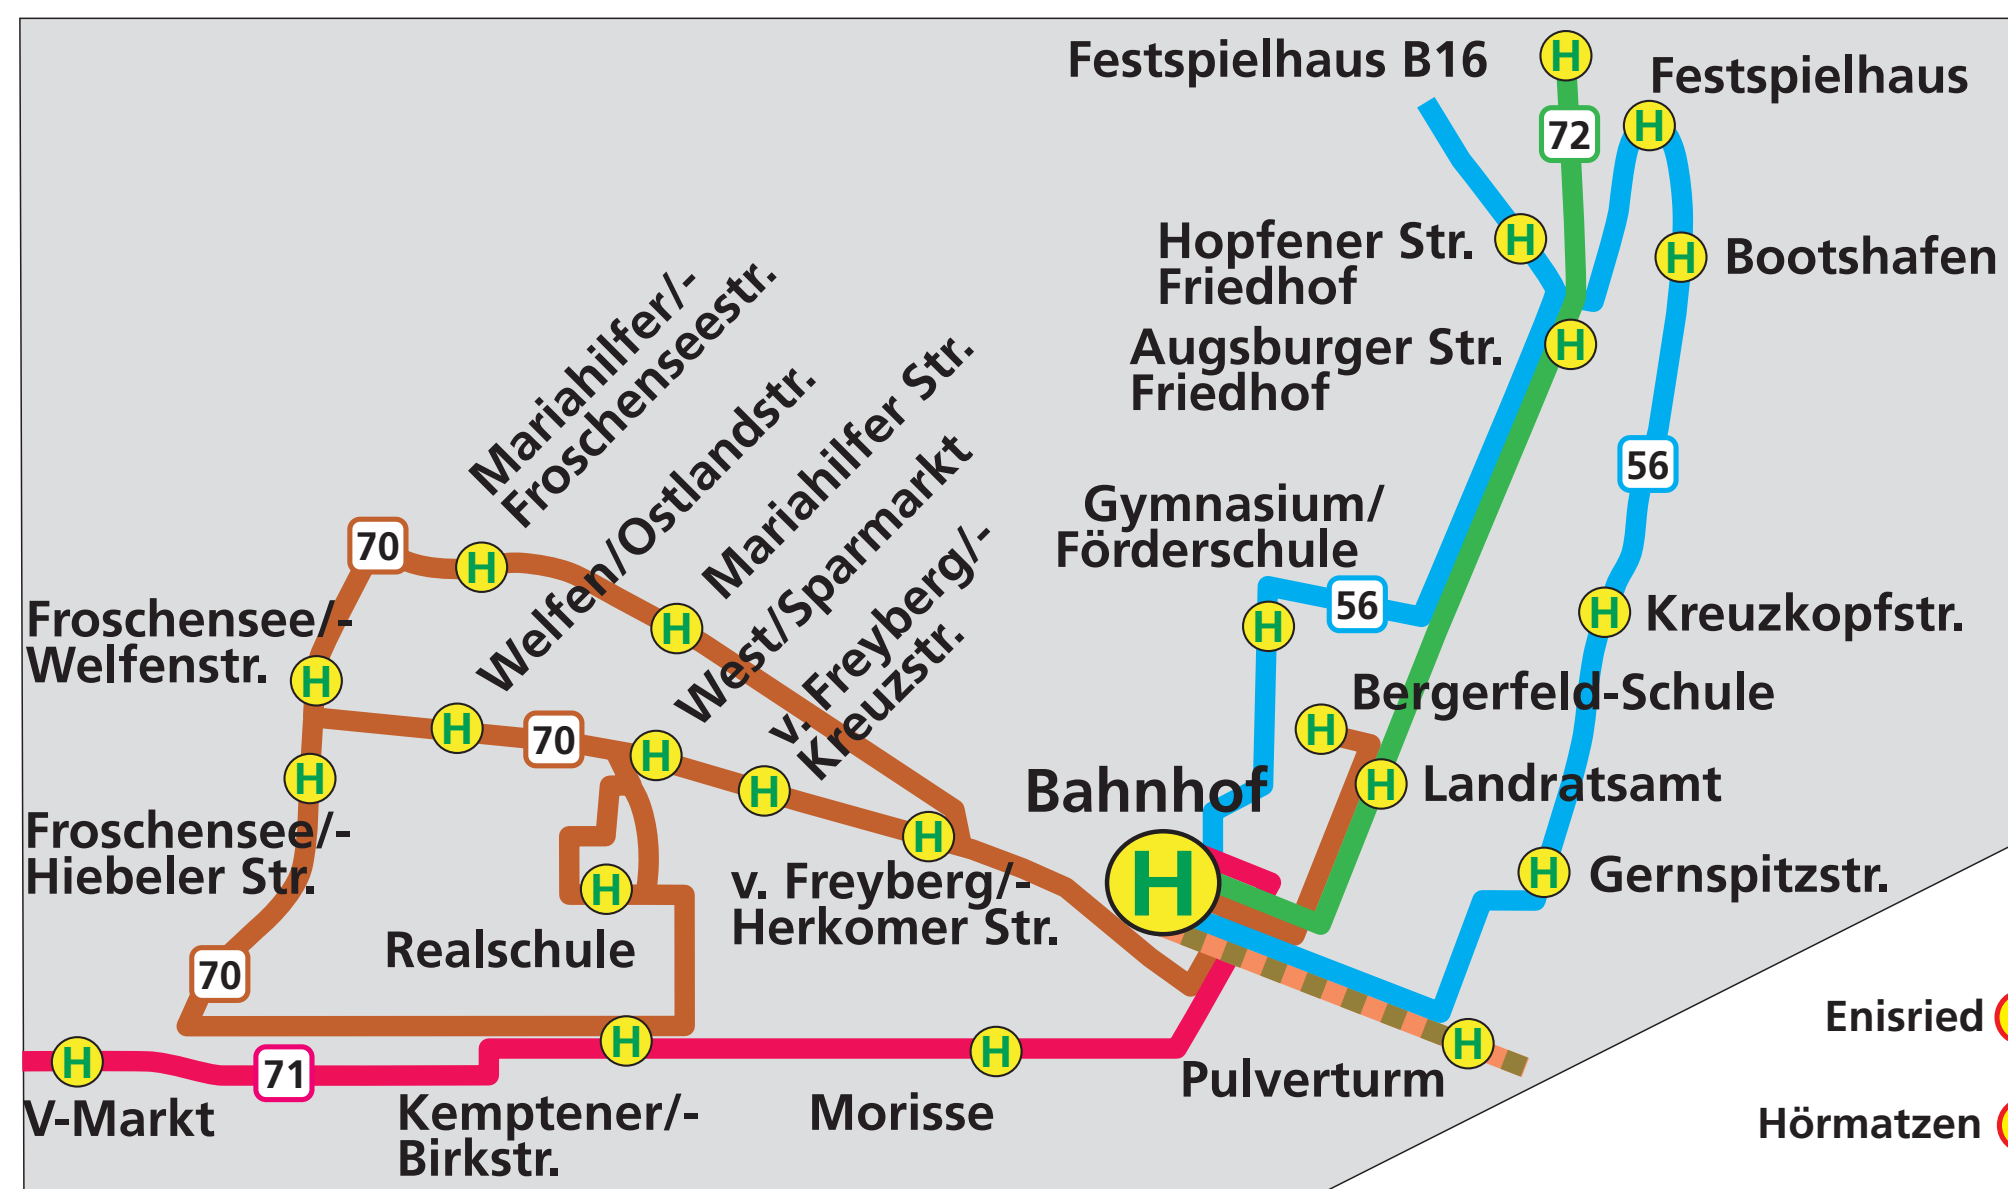 Festspielhaus B16
H
72
Festspielhaus
H
Hopfener Str.
Friedhof
H
H
Bootshafen
Augsburger Str.
Friedhof
H
Mariahilfer/-
Froschenseestr.
Welfen/Ostlandstr.
Mariahilfer Str.
West/Sparmarkt
v. Freyberg/-
Kreuzstr.
56
Gymnasium/
Förderschule
70
H
56
H
H
Kreuzkopfstr.
Froschensee/-
Welfenstr.
H
H
Bergerfeld-Schule
H
H
70
H
H
H
Froschensee/-
Hiebeler Str.
H
Bahnhof
H
H
Landratsamt
v. Freyberg/-
Herkomer Str.
H
Realschule
H
Gernspitzstr.
70
Enisried
V-Markt
H
71
Kemptener/-
Birkstr.
H
Morisse
H
Pulverturm
H
Hörmatzen